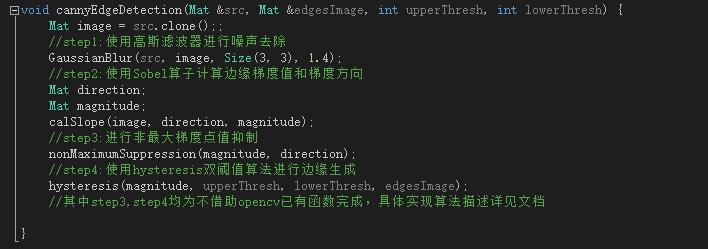 void cannyEdgeDetection(Mat &src, Mat &edgesImage, int upperThresh, int lowerThresh) {
Mat image = src.clone();;
//step1:使用高斯滤波器进行噪声去除
GaussianBlur(src, image, Size(3, 3), 1.4);
//step2:使用Sobel算子计算边缘梯度值和梯度方向
Mat direction;
Mat magnitude;
calSlope(image, direction, magnitude);
//step3:进行非最大梯度点值抑制
nonMaximumSuppression(magnitude, direction);
//step4:使用hysteresis双阈值算法进行边缘生成
hysteresis(magnitude, upperThresh, lowerThresh, edgesImage);
//其中step3,step4均为不借助opencv已有函数完成，具体实现算法描述详见文档
}